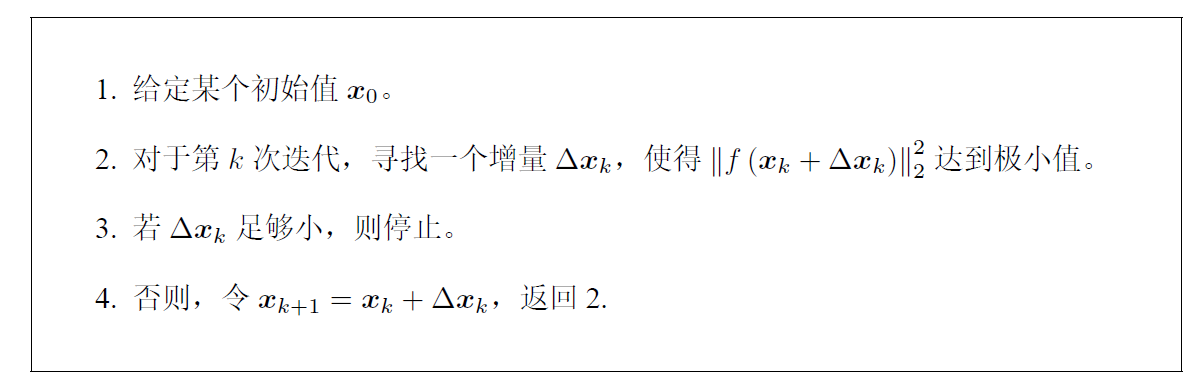 1. 给定某个初始值 x₀。
2. 对于第 k 次迭代，寻找一个增量 Δxₖ，使得 ‖f (xₖ + Δxₖ)‖₂² 达到极小值。
3. 若 Δxₖ 足够小，则停止。
4. 否则，令 xₖ₊₁ = xₖ + Δxₖ，返回 2.